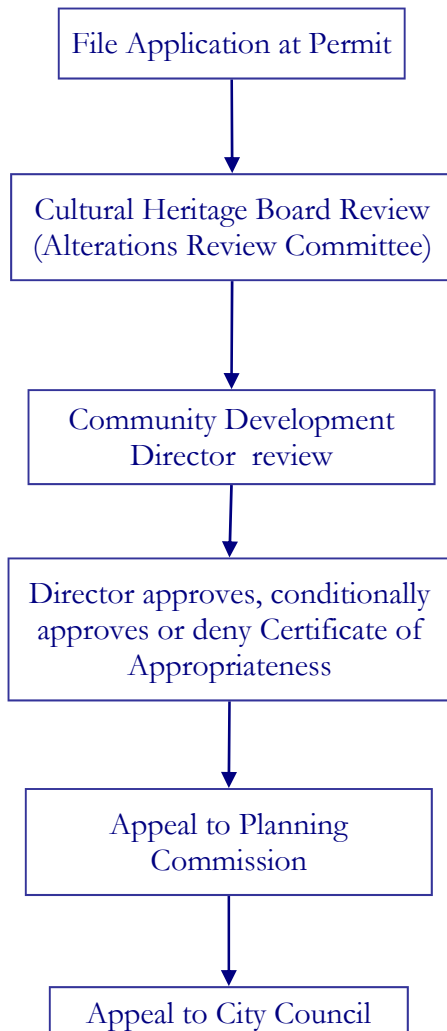 File Application at Permit
Cultural Heritage Board Review
(Alterations Review Committee)
Community Development
Director review
Director approves, conditionally
approves or deny Certificate of
Appropriateness
Appeal to Planning
Commission
Appeal to City Council